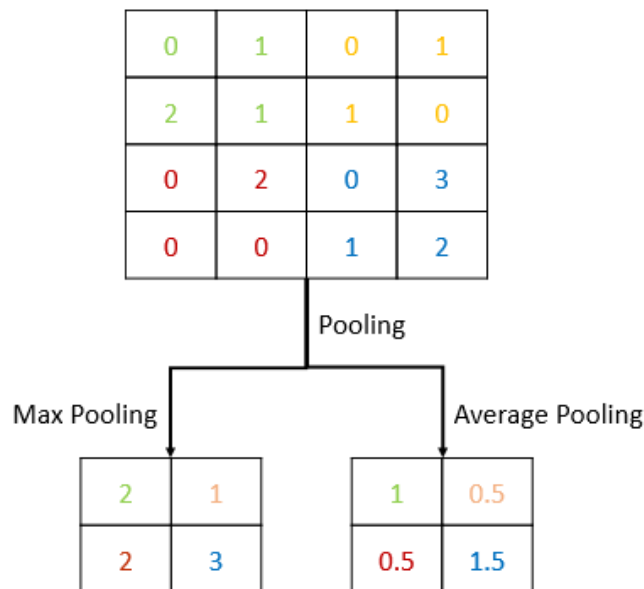 0 1 0 1
2 1 1 0
0 2 0 3
0 0 1 2
Pooling
Max Pooling
Average Pooling
2 1
2 3
1 0.5
0.5 1.5